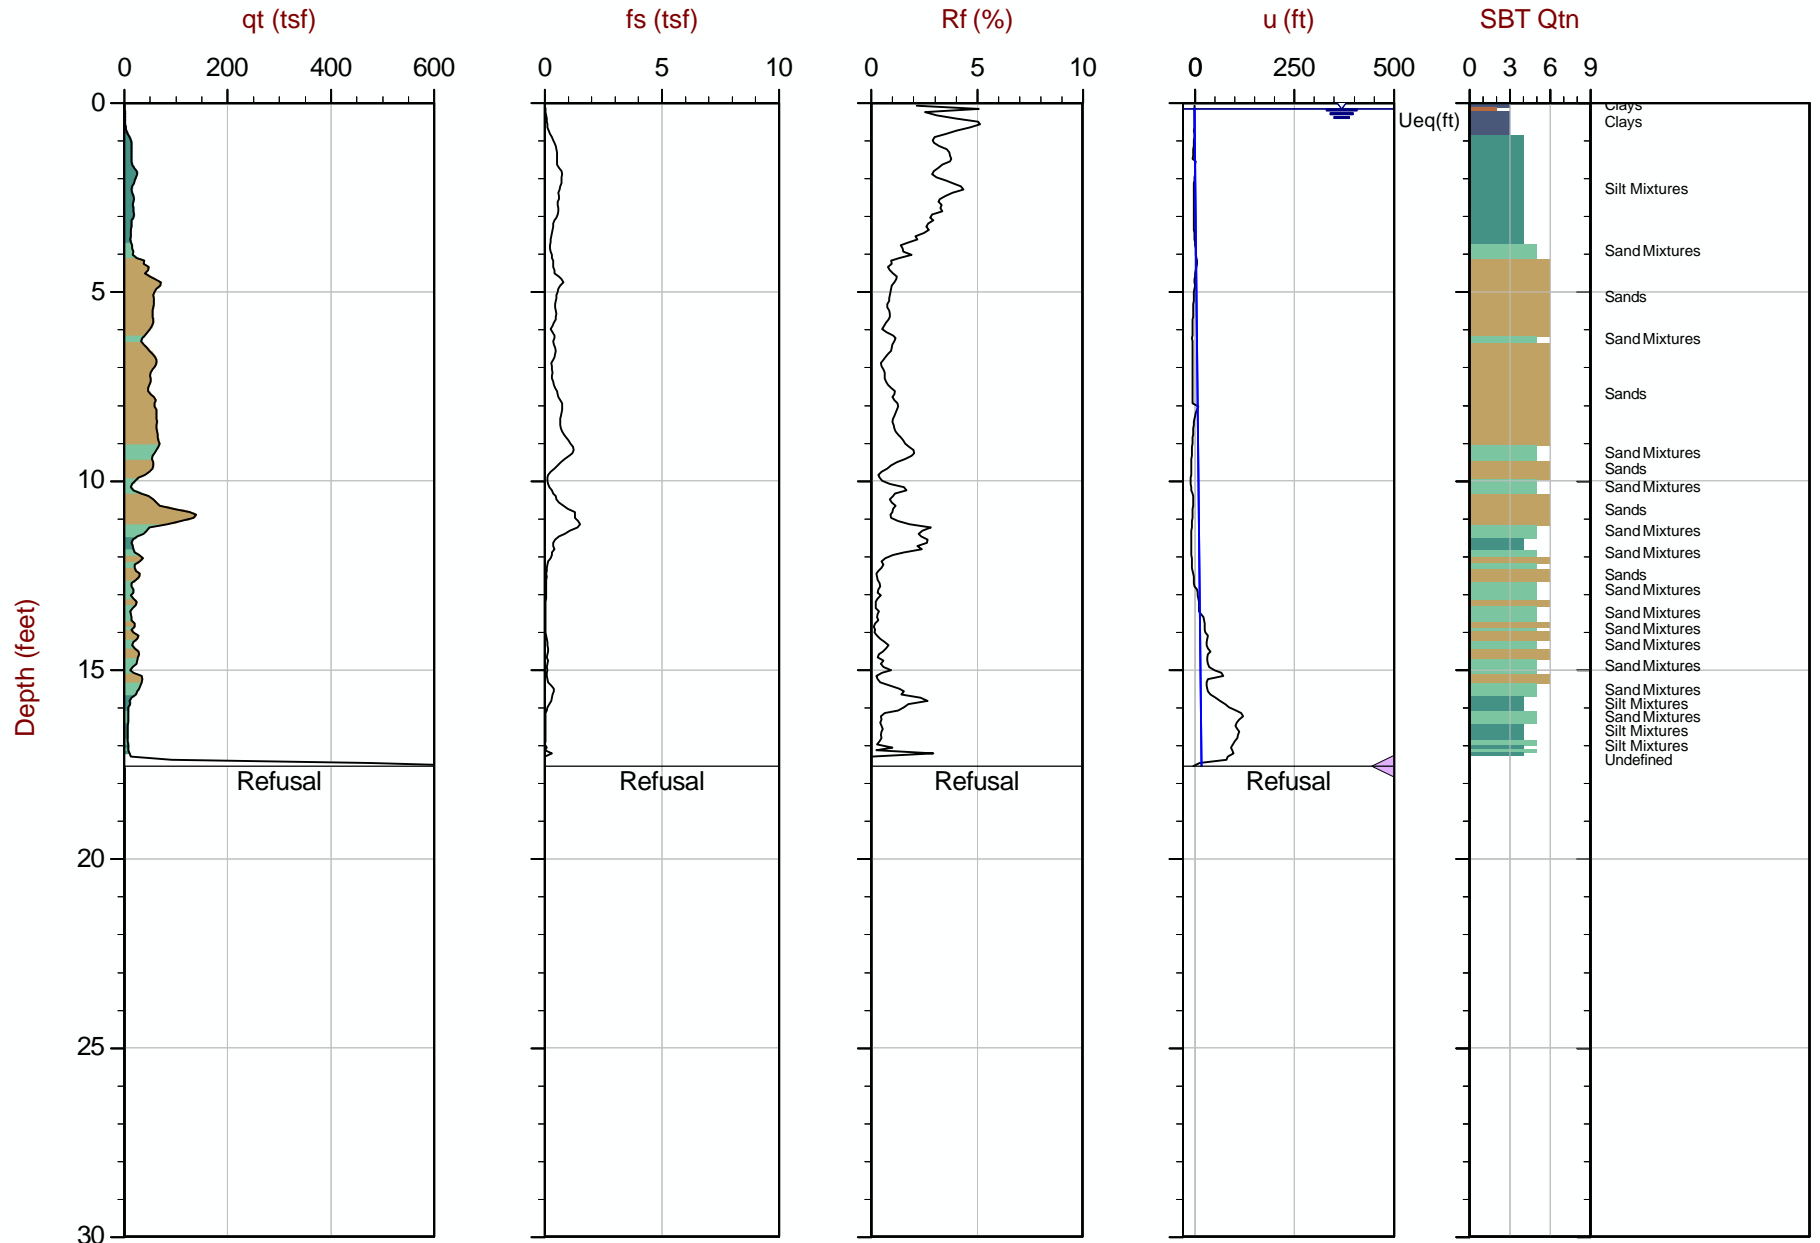 qt (tsf) fs (tsf) Rf (%) u (ft) SBT Qtn
0 200 400 600 0 5 10 0 5 10 0 250 500 0 3 6 9
0
Clays
Ueq(ft)
Clays
Silt Mixtures
Sand Mixtures
5
Sands
Sand Mixtures
Sands
Sand Mixtures
Sands
10
Sand Mixtures
Sands
Sand Mixtures
Sand Mixtures
Sands
Sand Mixtures
Sand Mixtures
Sand Mixtures
Sand Mixtures
15
Sand Mixtures
Sand Mixtures
Silt Mixtures
Sand Mixtures
Silt Mixtures
Silt Mixtures
Undefined
Refusal Refusal Refusal Refusal
Depth (feet)
20
25
30